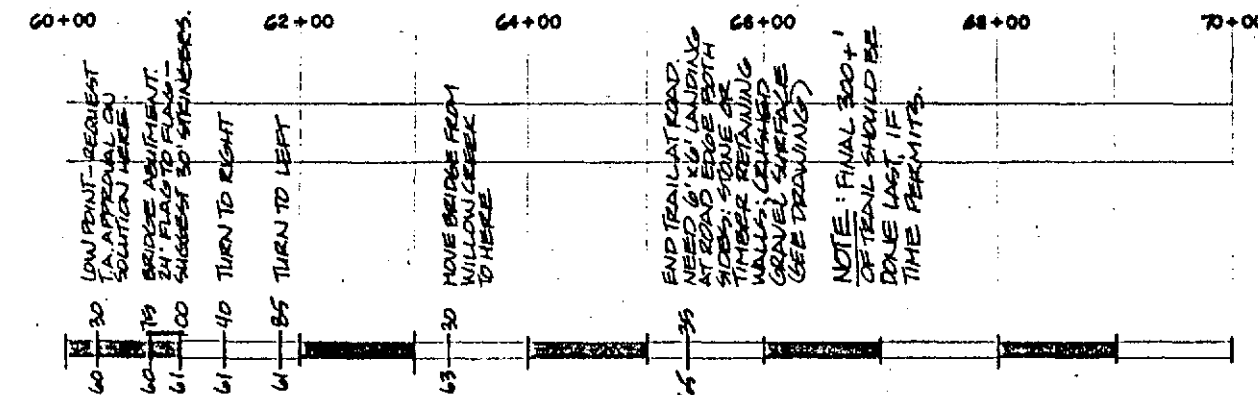 60+00 62+00 64+00 66+00 68+00 70+00
LOW POINT - REQUEST
T.A. APPROVAL ON
SOLUTION HERE
BRIDGE ABUTMENT.
24' FLAG TO FLAG -
SUGGEST 30' STRINGERS.
TURN TO RIGHT
TURN TO LEFT
MOVE BRIDGE FROM
WILLOW CREEK
TO HERE
END TRAIL AT ROAD.
NEED 6'x6' LANDING
AT ROAD EDGE BOTH
SIDES: STONE OR
TIMBER RETAINING
WALLS; CRUSHED
GRAVEL SURFACE
(SEE DRAWING)
NOTE: FINAL 300+'
OF TRAIL SHOULD BE
DONE LAST, IF
TIME PERMITS.
60 30
60 75
61 00
61 40
61 85
63 30
65 35